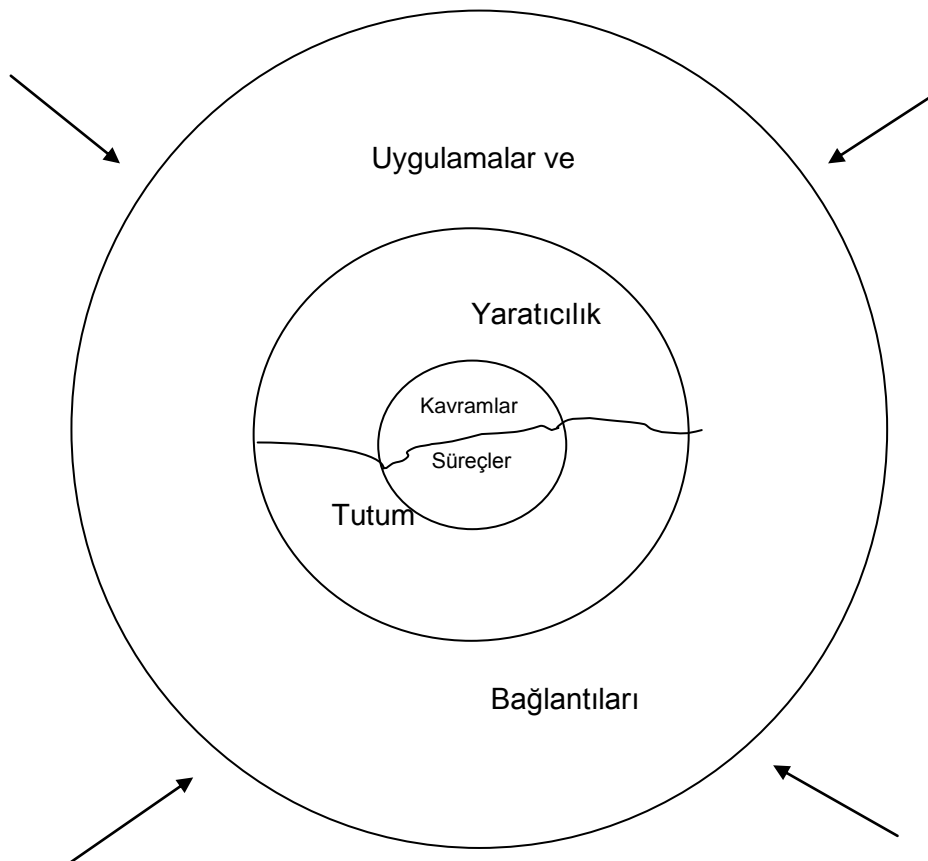 Uygulamalar ve
Yaratıcılık
Kavramlar
Süreçler
Tutum
Bağlantıları